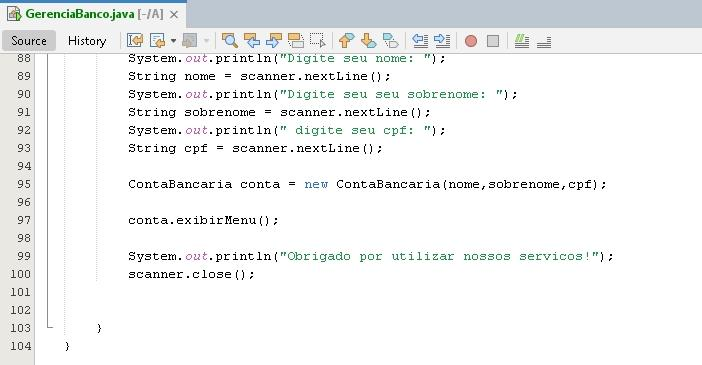 GerenciaBanco.java [-/A]
Source History
88 System.out.println("Digite seu nome: ");
89 String nome = scanner.nextLine();
90 System.out.println("Digite seu seu sobrenome: ");
91 String sobrenome = scanner.nextLine();
92 System.out.println(" digite seu cpf: ");
93 String cpf = scanner.nextLine();
94
95 ContaBancaria conta = new ContaBancaria(nome,sobrenome,cpf);
96
97 conta.exibirMenu();
98
99 System.out.println("Obrigado por utilizar nossos servicos!");
100 scanner.close();
101
102
103 }
104 }